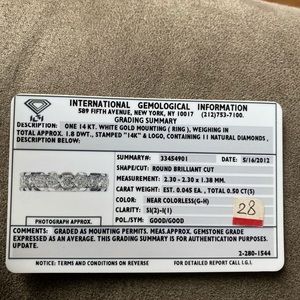 INTERNATIONAL GEMOLOGICAL INFORMATION
589 FIFTH AVENUE, NEW YORK, NY 10017 (212)753-7100.
GRADING SUMMARY
DESCRIPTION: ONE 14 KT. WHITE GOLD MOUNTING ( RING ), WEIGHING IN
TOTAL APPROX. 1.8 DWT., STAMPED "14K" & LOGO, CONTAINING 11 NATURAL DIAMONDS.
DESCRIPTION BELOW:
SUMMARY#: 33454901 DATE: 5/16/2012
SHAPE/CUT: ROUND BRILLIANT CUT
MEASUREMENT: 2.30 - 2.30 x 1.38 MM.
CARAT WEIGHT: EST. 0.045 EA , TOTAL 0.50 CT(S)
COLOR: NEAR COLORLESS(G-H)
CLARITY: SI(2)-I(1)
28
PHOTOGRAPH APPROX. POL./SYM: GOOD/GOOD
COMMENTS: GRADED AS MOUNTING PERMITS. MEAS.APPROX. GEMSTONE GRADE
EXPRESSED AS AN AVERAGE. THIS GRADING SUMMARY IS FOR AUTHENTICATION PURPOSES.
UPDATE.
2-280-1544
NOTICE : TERMS AND CONDITIONS ON REVERSE FOR DETAILED REPORT CALL I.G.I.